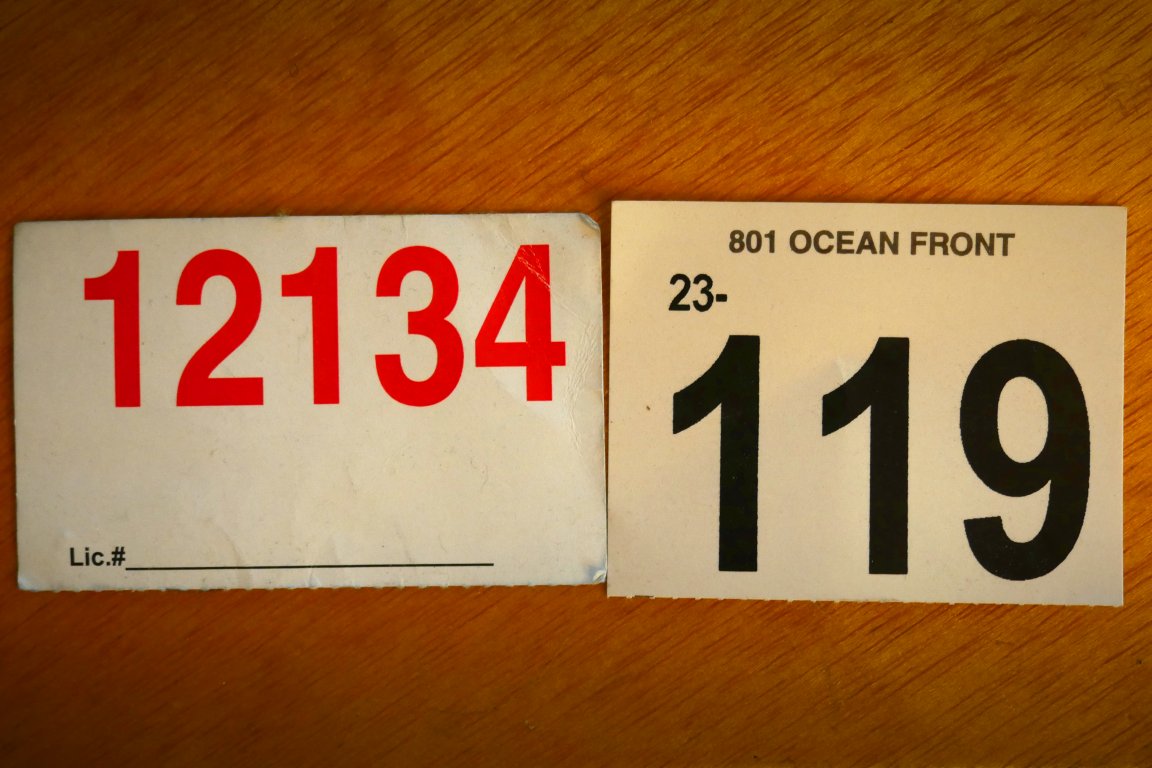 12134
Lic.#
801 OCEAN FRONT
23-
119